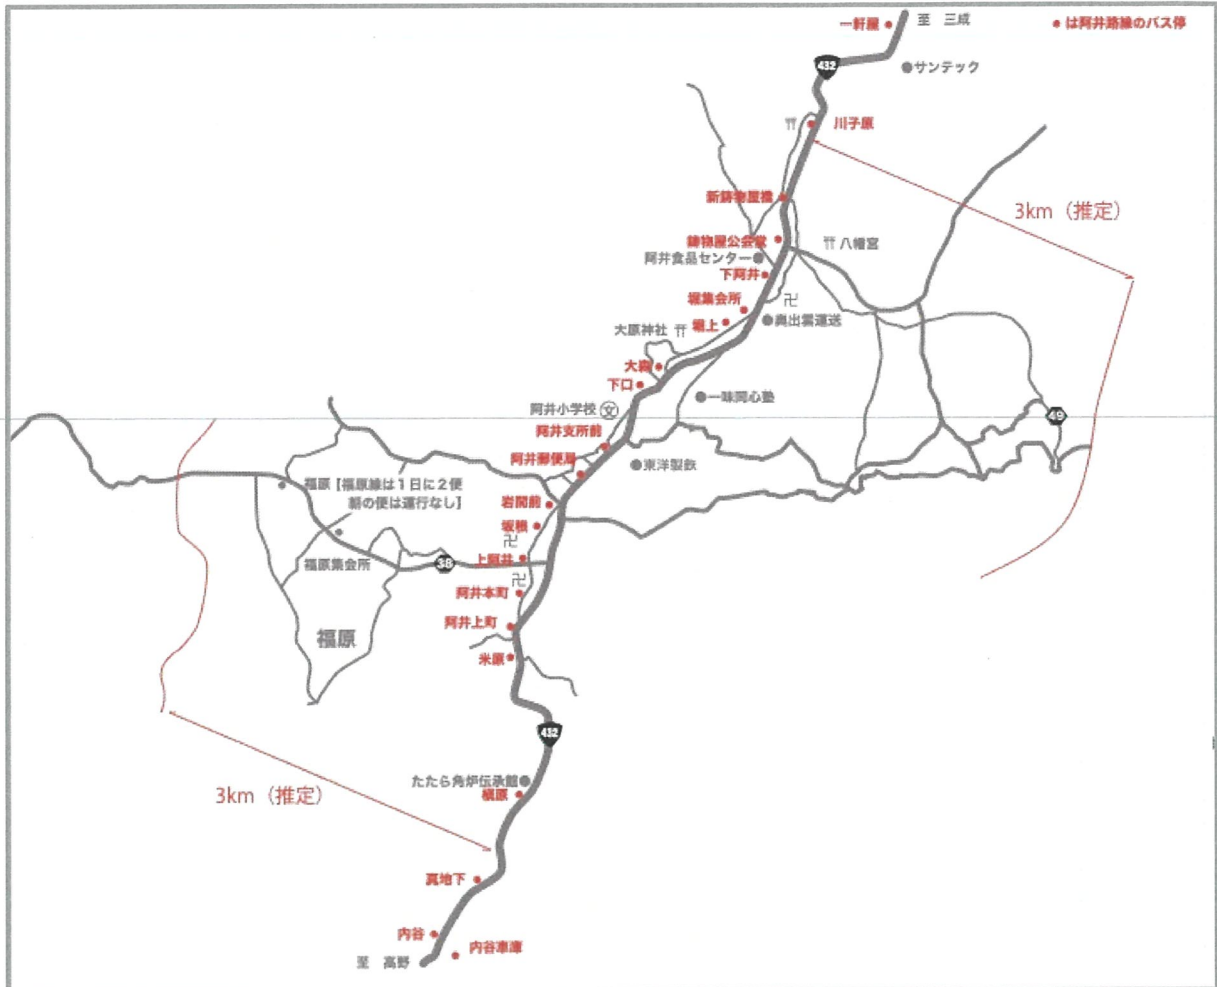 一軒屋
至 三成
は阿井路線のバス停
432
サンテック
川子原
3km（推定）
新鋳物屋橋
鋳物屋公会堂
八幡宮
阿井食品センター
下阿井
堀集会所
堀上
奥出雲運送
大原神社
大森
下口
一味同心塾
阿井小学校
文
49
阿井支所前
阿井郵便局
東洋製鉄
福原【福原線は１日に２便
朝の便は運行なし】
岩関前
坂根
福原集会所
38
上阿井
阿井本町
阿井上町
福原
米原
432
たたら角炉伝承館
槇原
3km（推定）
真地下
内谷
内谷車庫
至 高野